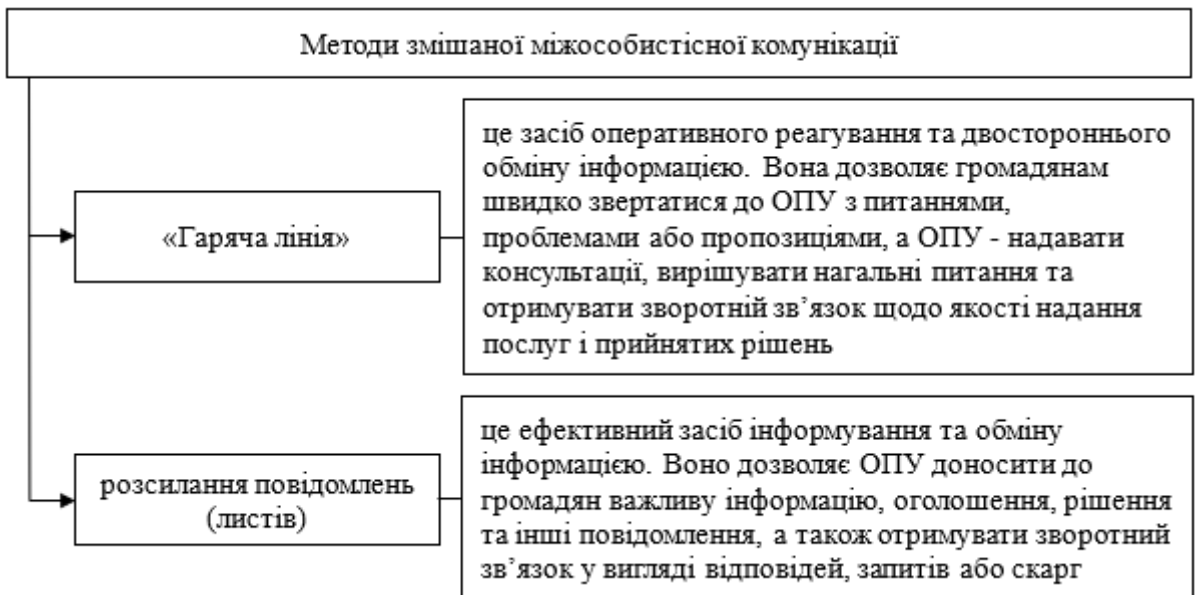 Методи змішаної міжособистісної комунікації
«Гаряча лінія»
це засіб оперативного реагування та двостороннього
обміну інформацією. Вона дозволяє громадянам
швидко звертатися до ОПУ з питаннями,
проблемами або пропозиціями, а ОПУ - надавати
консультації, вирішувати нагальні питання та
отримувати зворотній зв’язок щодо якості надання
послуг і прийнятих рішень
розсилання повідомлень
(листів)
це ефективний засіб інформування та обміну
інформацією. Воно дозволяє ОПУ доносити до
громадян важливу інформацію, оголошення, рішення
та інші повідомлення, а також отримувати зворотний
зв’язок у вигляді відповідей, запитів або скарг